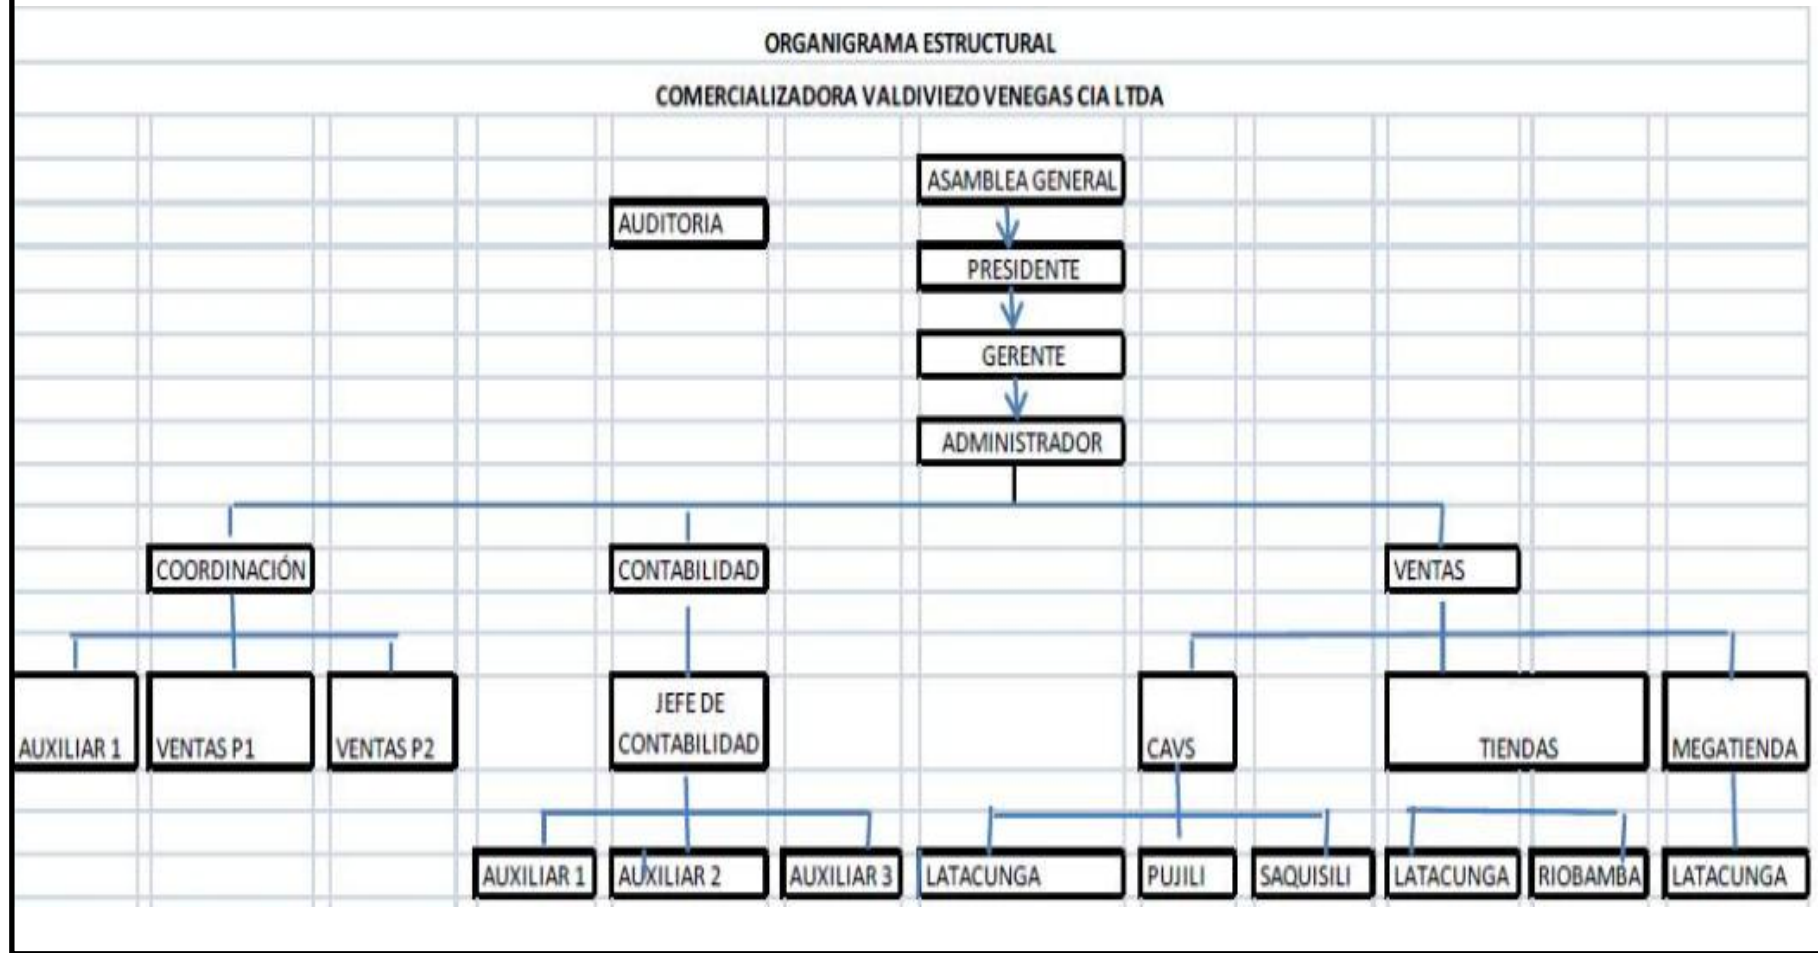 ORGANIGRAMA ESTRUCTURAL
COMERCIALIZADORA VALDIVIEZO VENEGAS CIA LTDA
ASAMBLEA GENERAL
AUDITORIA
PRESIDENTE
GERENTE
ADMINISTRADOR
COORDINACIÓN
CONTABILIDAD
VENTAS
AUXILIAR 1
VENTAS P1
VENTAS P2
JEFE DE
CONTABILIDAD
CAVS
TIENDAS
MEGATIENDA
AUXILIAR 1
AUXILIAR 2
AUXILIAR 3
LATACUNGA
PUJILI
SAQUISILI
LATACUNGA
RIOBAMBA
LATACUNGA